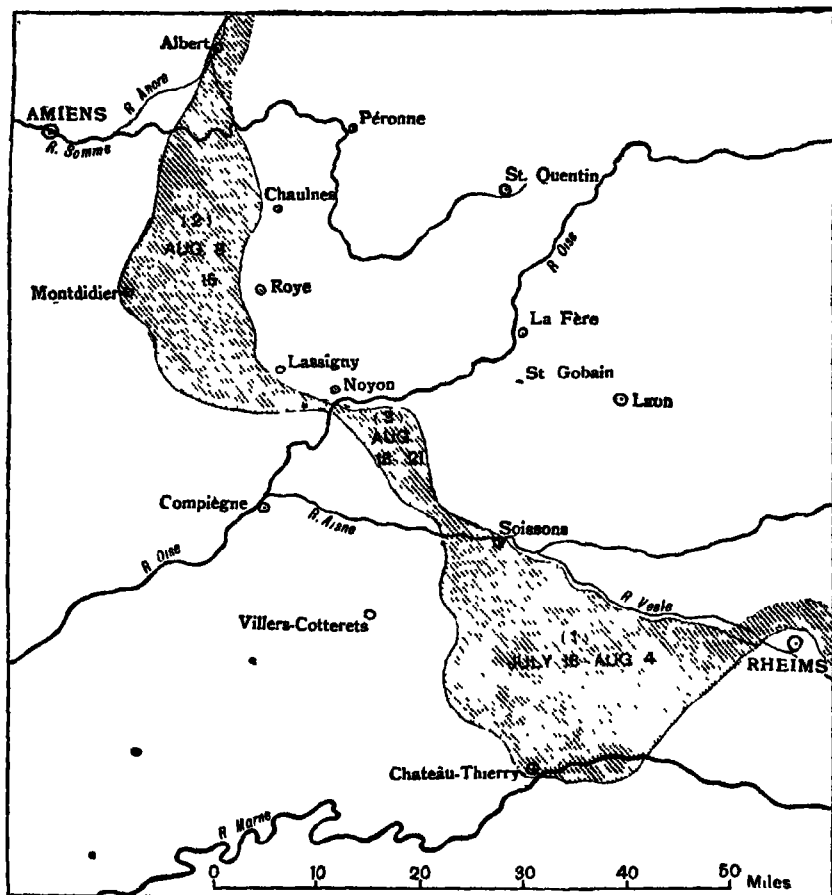 Albert
R Ancre
AMIENS
R. Somme
Péronne
St. Quentin
Chaulnes
(2)
AUG 8
15
R Oise
Montdidier
Roye
La Fère
Lassigny
St Gobain
Noyon
Laon
(3)
AUG
18 21
Compiègne
R. Aisne
Soissons
R Oise
R Vesle
Villers-Cotterets
(1)
JULY 18-AUG 4
RHEIMS
Chateâu-Thierry
R Marne
0 10 20 30 40 50 Miles